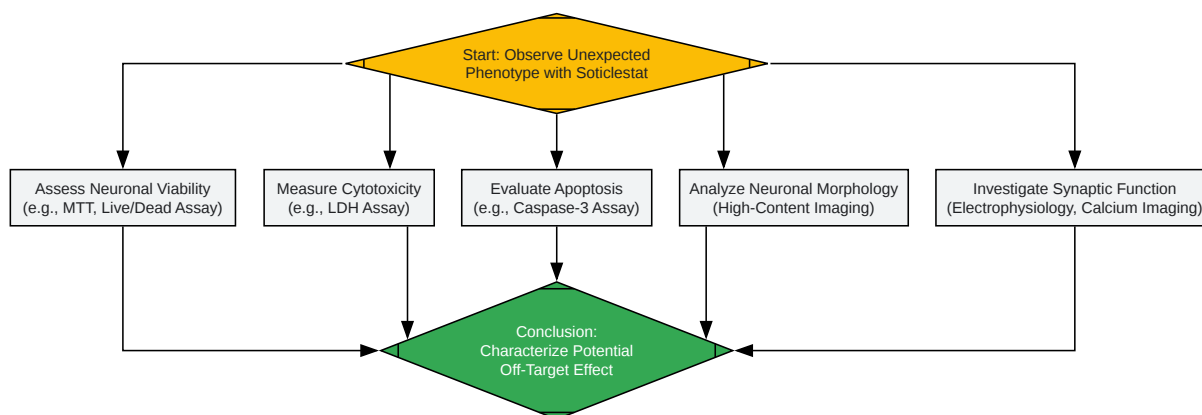 Start: Observe Unexpected
Phenotype with Soticlestat
Assess Neuronal Viability
(e.g., MTT, Live/Dead Assay)
Measure Cytotoxicity
(e.g., LDH Assay)
Evaluate Apoptosis
(e.g., Caspase-3 Assay)
Analyze Neuronal Morphology
(High-Content Imaging)
Investigate Synaptic Function
(Electrophysiology, Calcium Imaging)
Conclusion:
Characterize Potential
Off-Target Effect